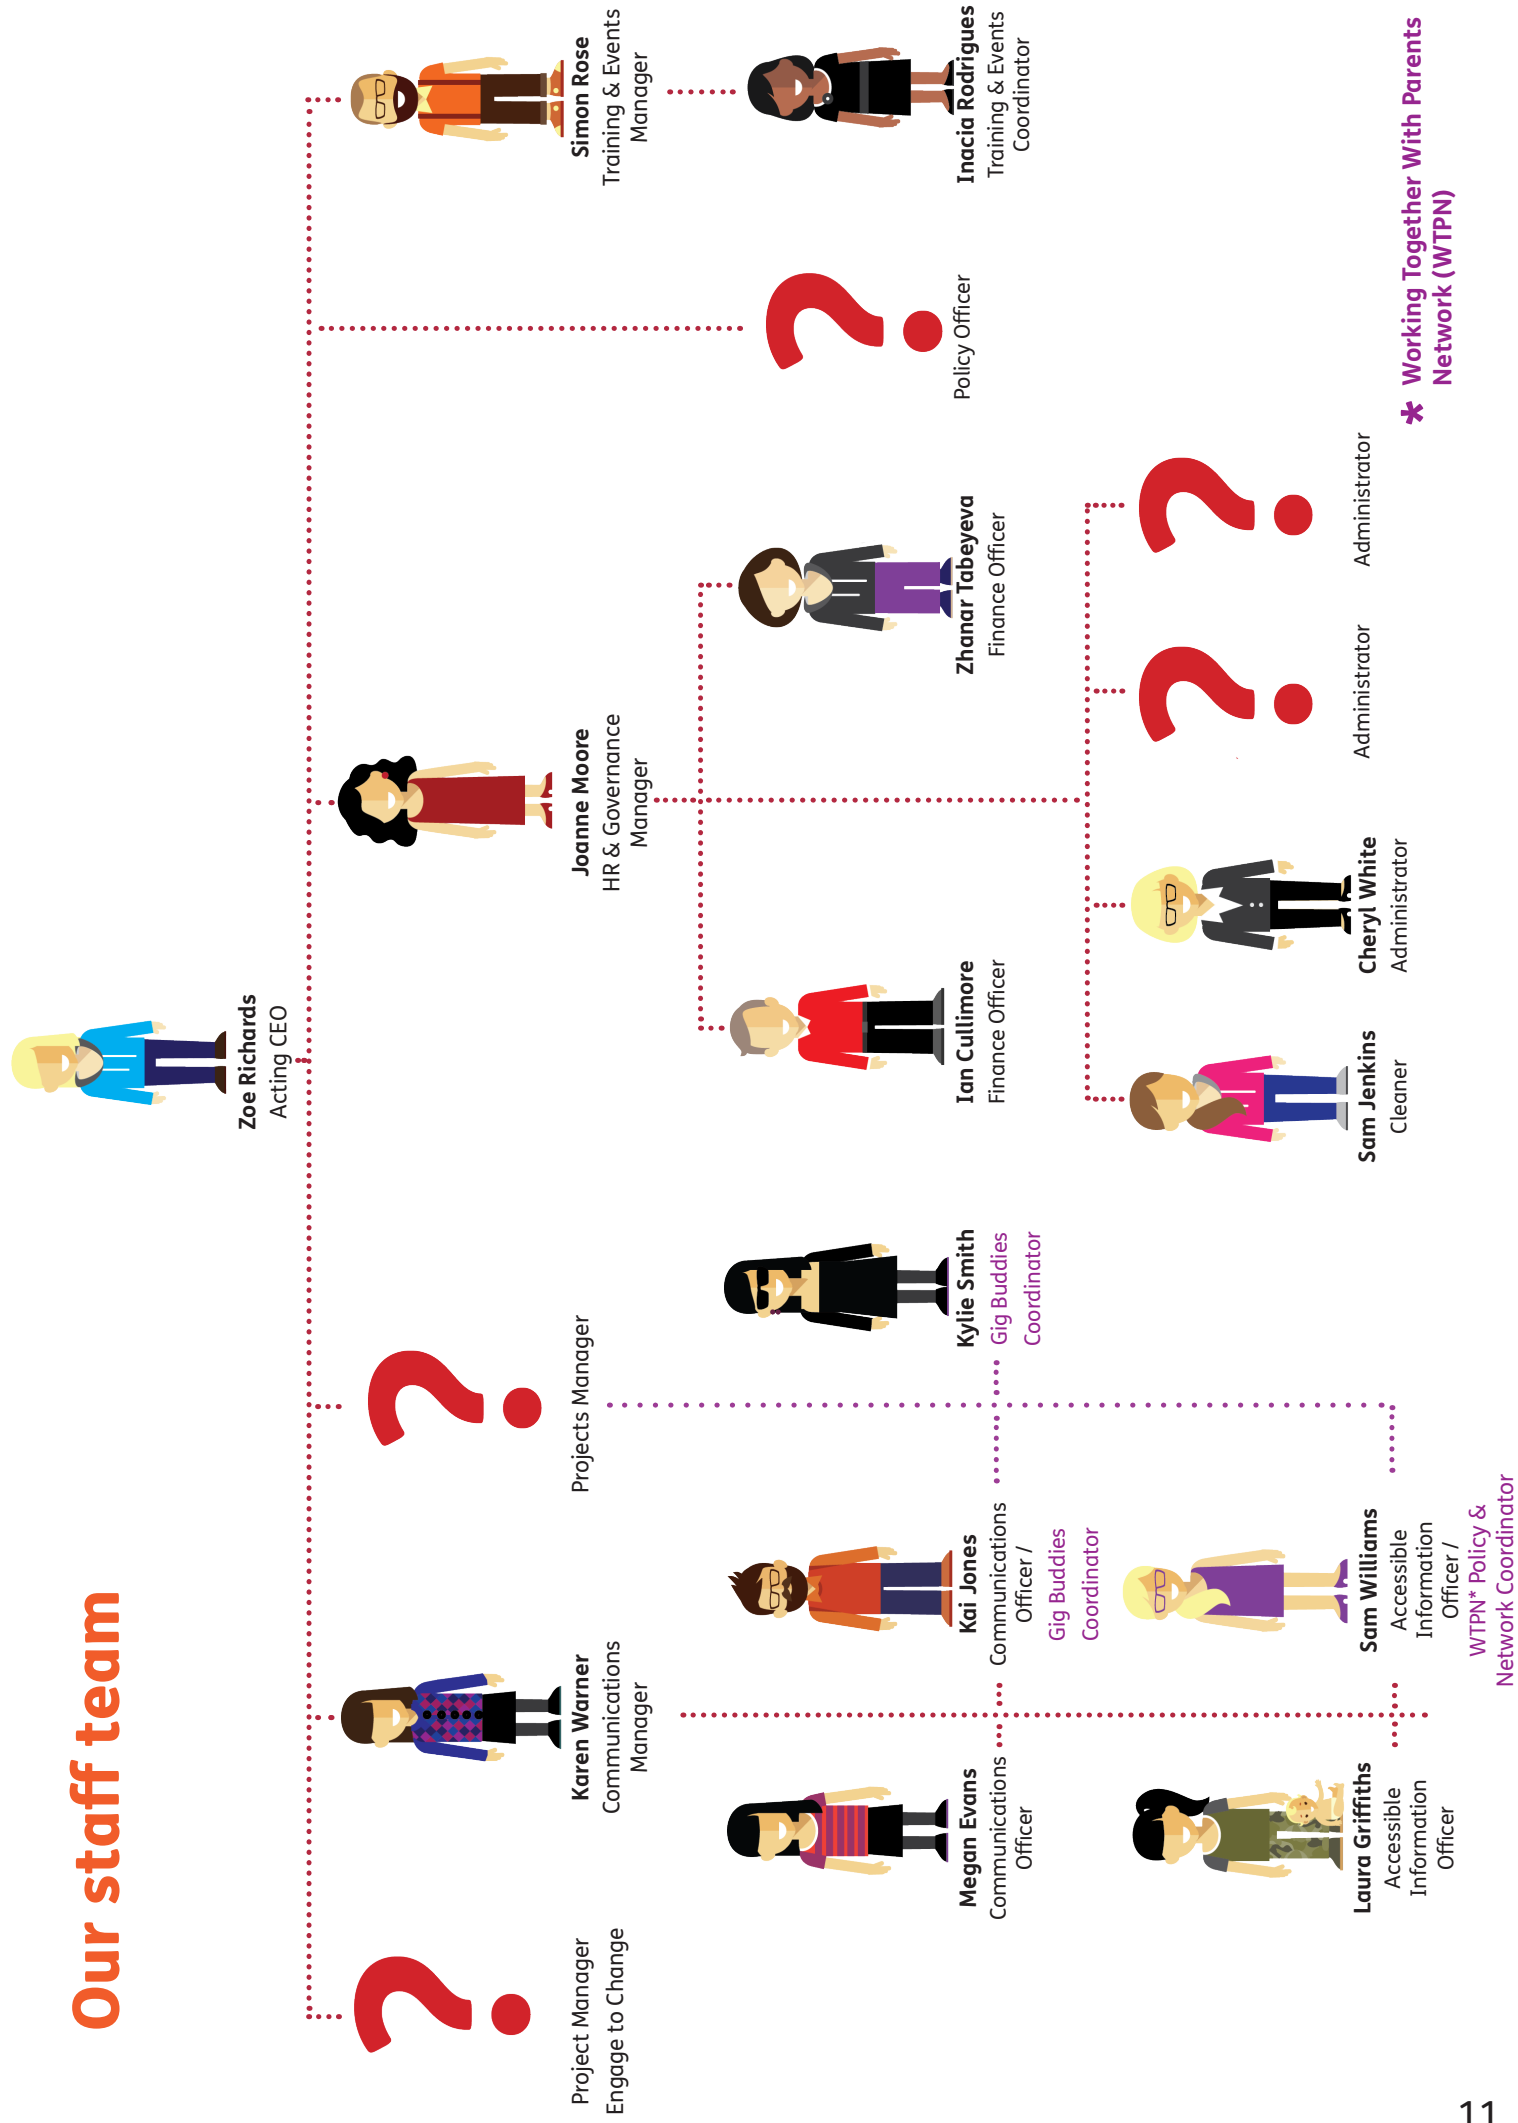 Our staff team
Zoe Richards
Acting CEO
Project Manager
Engage to Change
Karen Warner
Communications
Manager
Projects Manager
Joanne Moore
HR & Governance
Manager
Simon Rose
Training & Events
Manager
Megan Evans
Communications
Officer
Kai Jones
Communications
Officer /
Gig Buddies
Coordinator
Kylie Smith
Gig Buddies
Coordinator
Ian Cullimore
Finance Officer
Zhanar Tabeyeva
Finance Officer
Policy Officer
Inacia Rodrigues
Training & Events
Coordinator
Laura Griffiths
Accessible
Information
Officer
Sam Williams
Accessible
Information
Officer /
WTPN* Policy &
Network Coordinator
Sam Jenkins
Cleaner
Cheryl White
Administrator
Administrator
Administrator
* Working Together With Parents
Network (WTPN)
11